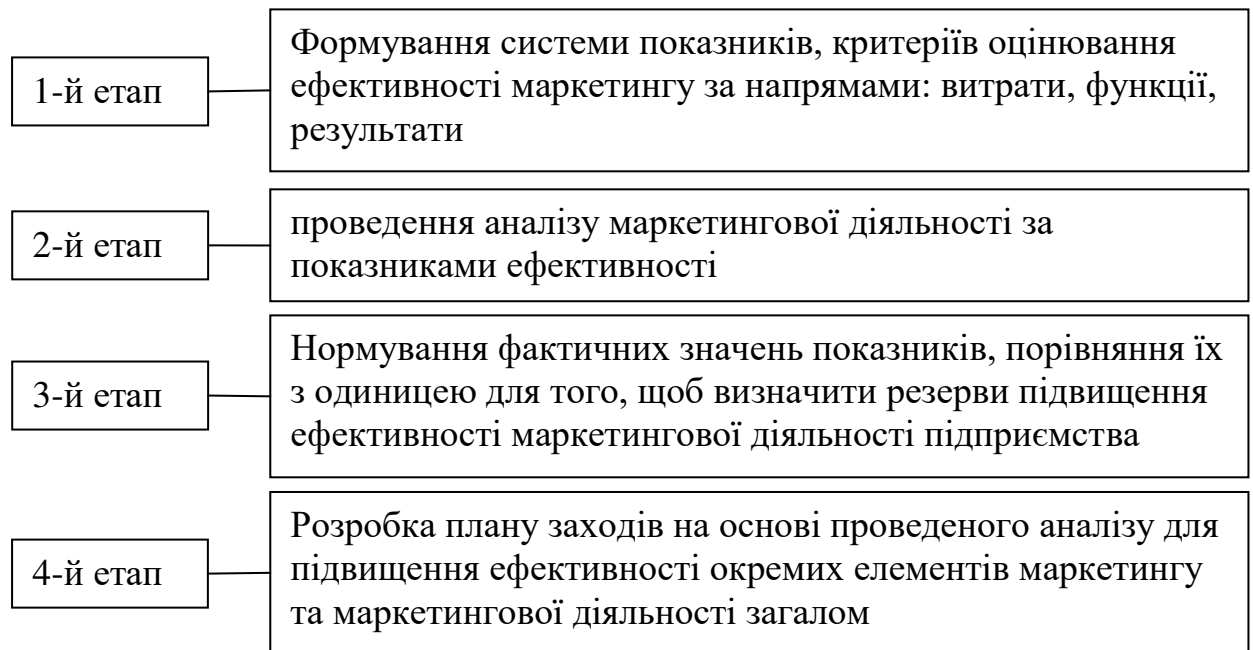 1-й етап
Формування системи показників, критеріїв оцінювання
ефективності маркетингу за напрямами: витрати, функції,
результати
2-й етап
проведення аналізу маркетингової діяльності за
показниками ефективності
3-й етап
Нормування фактичних значень показників, порівняння їх
з одиницею для того, щоб визначити резерви підвищення
ефективності маркетингової діяльності підприємства
4-й етап
Розробка плану заходів на основі проведеного аналізу для
підвищення ефективності окремих елементів маркетингу
та маркетингової діяльності загалом